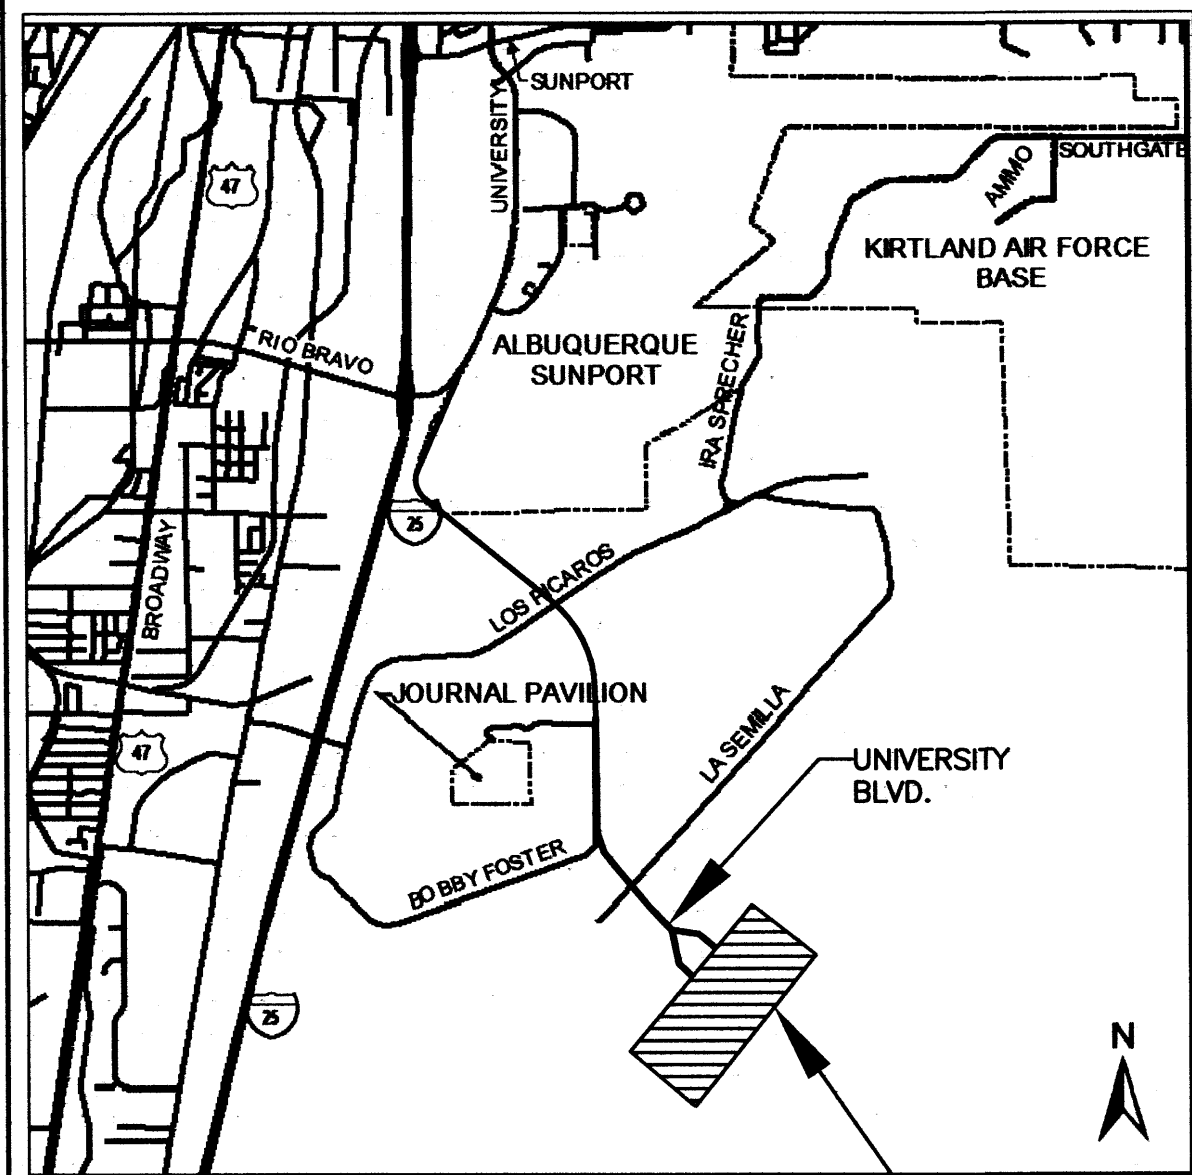 SUNPORT
UNIVERSITY
SOUTHGATE
AMMO
47
KIRTLAND AIR FORCE
BASE
RIO BRAVO
ALBUQUERQUE
SUNPORT
IRA SPRECHER
25
BROADWAY
LOS PICAROS
JOURNAL PAVILION
LA SEMILLA
47
UNIVERSITY
BLVD.
BOBBY FOSTER
25
N